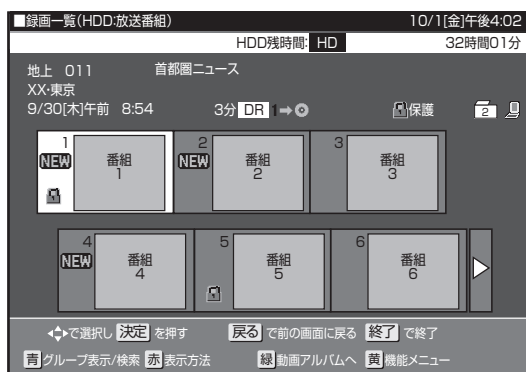 ■録画一覧(HDD:放送番組) 10/1[金]午後4:02
HDD残時間: HD 32時間01分
地上 011 首都圏ニュース
XX・東京
9/30[木]午前 8:54 3分 DR 1➡ 保護 2
1 2 3
NEW 番組 1 NEW 番組 2 番組 3
4 5 6
NEW 番組 4 番組 5 番組 6
で選択し 決定 を押す 戻る で前の画面に戻る 終了 で終了
青 グループ表示/検索 赤 表示方法 緑 動画アルバムへ 黄 機能メニュー